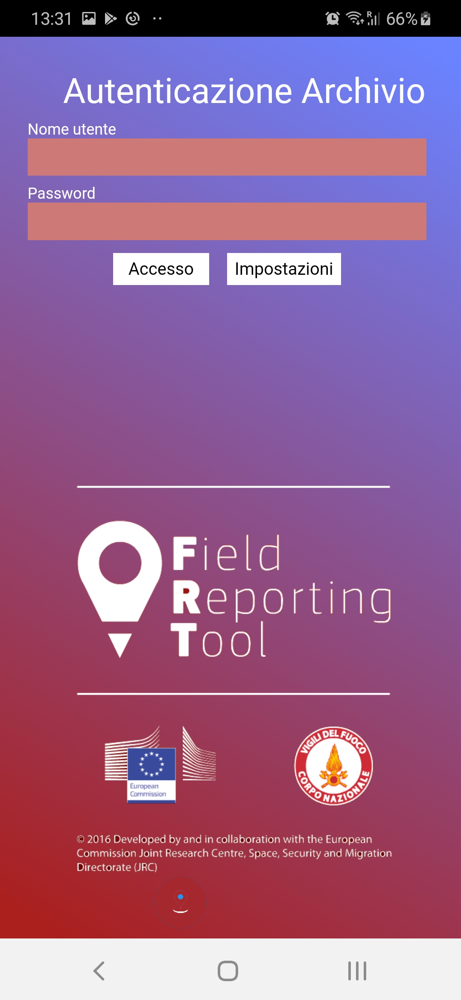 13:31
R
66%
Autenticazione Archivio
Nome utente
Password
Accesso
Impostazioni
Field
Reporting
Tool
European
Commission
VIGILI DEL FUOCO
CORPO NAZIONALE
© 2016 Developed by and in collaboration with the European
Commission Joint Research Centre, Space, Security and Migration
Directorate (JRC)